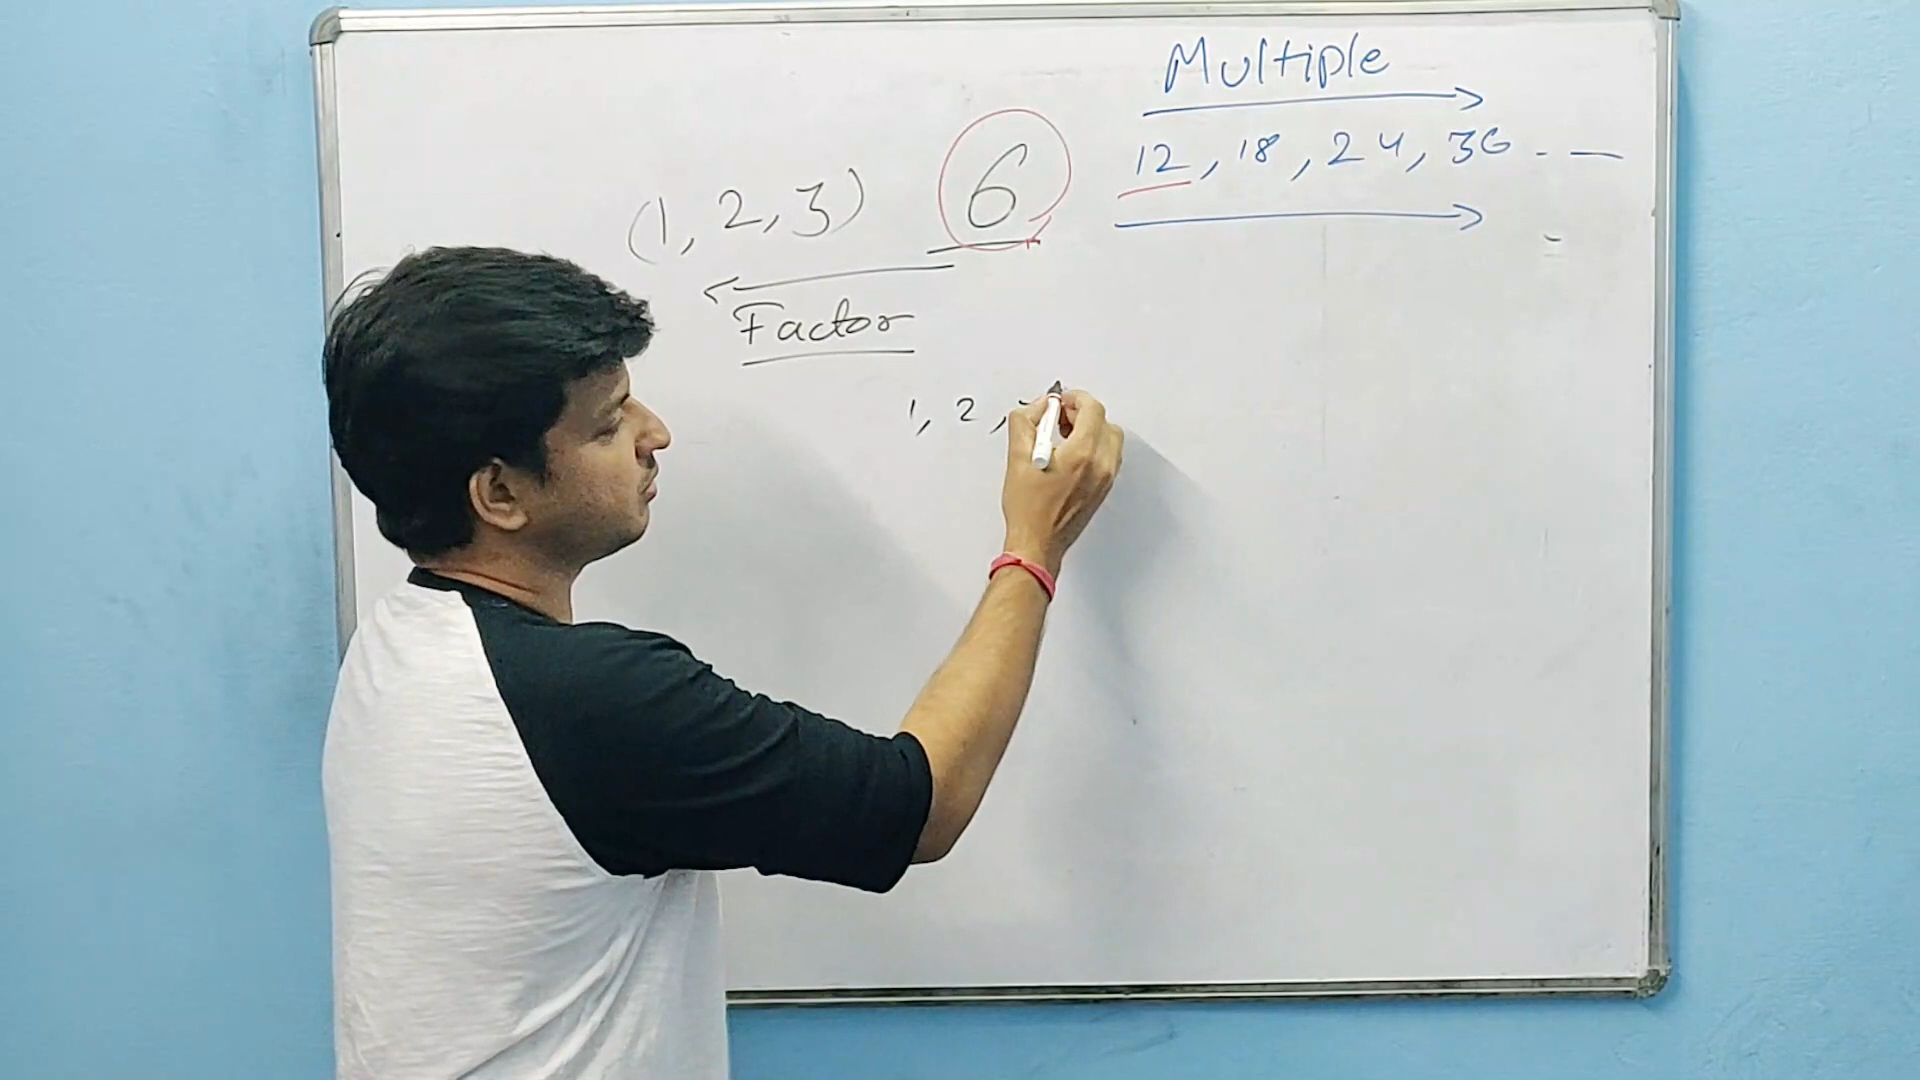 Multiple
12, 18, 24, 36 - —
(1, 2, 3) 6
Factor
1, 2,